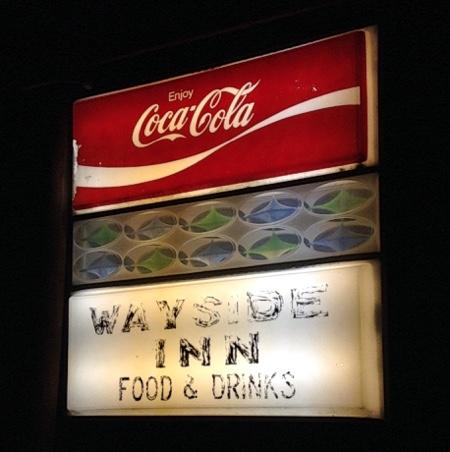 Enjoy
Coca-Cola
WAYSIDE
INN
FOOD & DRINKS